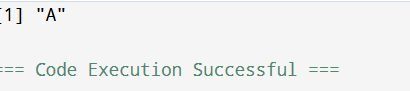 [1] "A"
=== Code Execution Successful ===